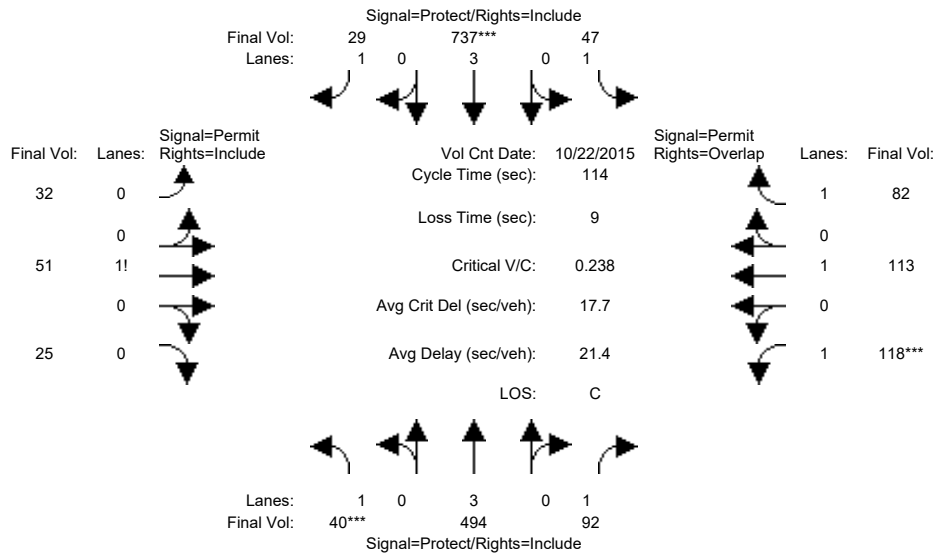 Signal=Protect/Rights=Include
Final Vol: 29 737*** 47
Lanes: 1 0 3 0 1
Signal=Permit
Final Vol: Lanes: Rights=Include
Vol Cnt Date: 10/22/2015
Signal=Permit
Rights=Overlap Lanes: Final Vol:
Cycle Time (sec): 114
32 0
1 82
Loss Time (sec): 9
0
0
51 1!
Critical V/C: 0.238
1 113
0
Avg Crit Del (sec/veh): 17.7
0
25 0
Avg Delay (sec/veh): 21.4
1 118***
LOS: C
Lanes: 1 0 3 0 1
Final Vol: 40*** 494 92
Signal=Protect/Rights=Include